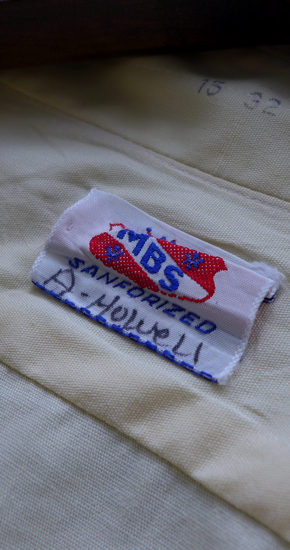 15 32
MBS
SANFORIZED
A. Howell